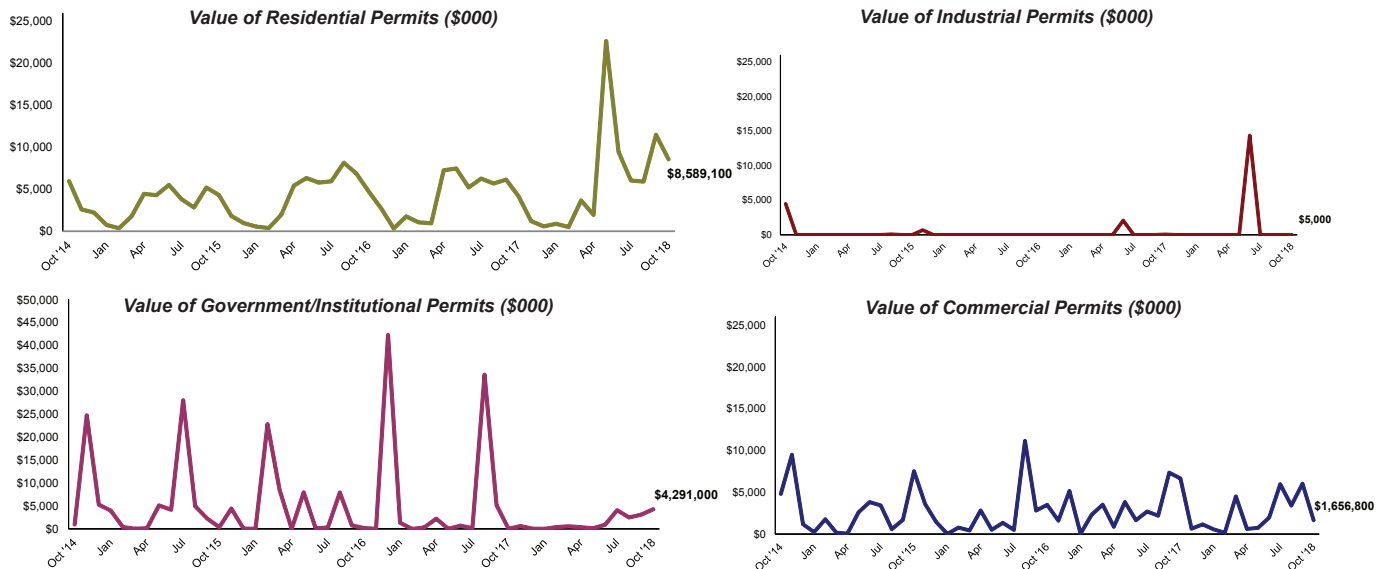 Value of Residential Permits ($000)
$25,000
$20,000
$15,000
$10,000
$5,000
$0
$8,589,100
Oct '14
Jan
Apr
Jul
Oct '15
Jan
Apr
Jul
Oct '16
Jan
Apr
Jul
Oct '17
Jan
Apr
Jul
Oct '18
Value of Industrial Permits ($000)
$25,000
$20,000
$15,000
$10,000
$5,000
$0
$5,000
Oct '14
Jan
Apr
Jul
Oct '15
Jan
Apr
Jul
Oct '16
Jan
Apr
Jul
Oct '17
Jan
Apr
Jul
Oct '18
Value of Government/Institutional Permits ($000)
$50,000
$45,000
$40,000
$35,000
$30,000
$25,000
$20,000
$15,000
$10,000
$5,000
$0
$4,291,000
Oct '14
Jan
Apr
Jul
Oct '15
Jan
Apr
Jul
Oct '16
Jan
Apr
Jul
Oct '17
Jan
Apr
Jul
Oct '18
Value of Commercial Permits ($000)
$25,000
$20,000
$15,000
$10,000
$5,000
$0
$1,656,800
Oct '14
Jan
Apr
Jul
Oct '15
Jan
Apr
Jul
Oct '16
Jan
Apr
Jul
Oct '17
Jan
Apr
Jul
Oct '18